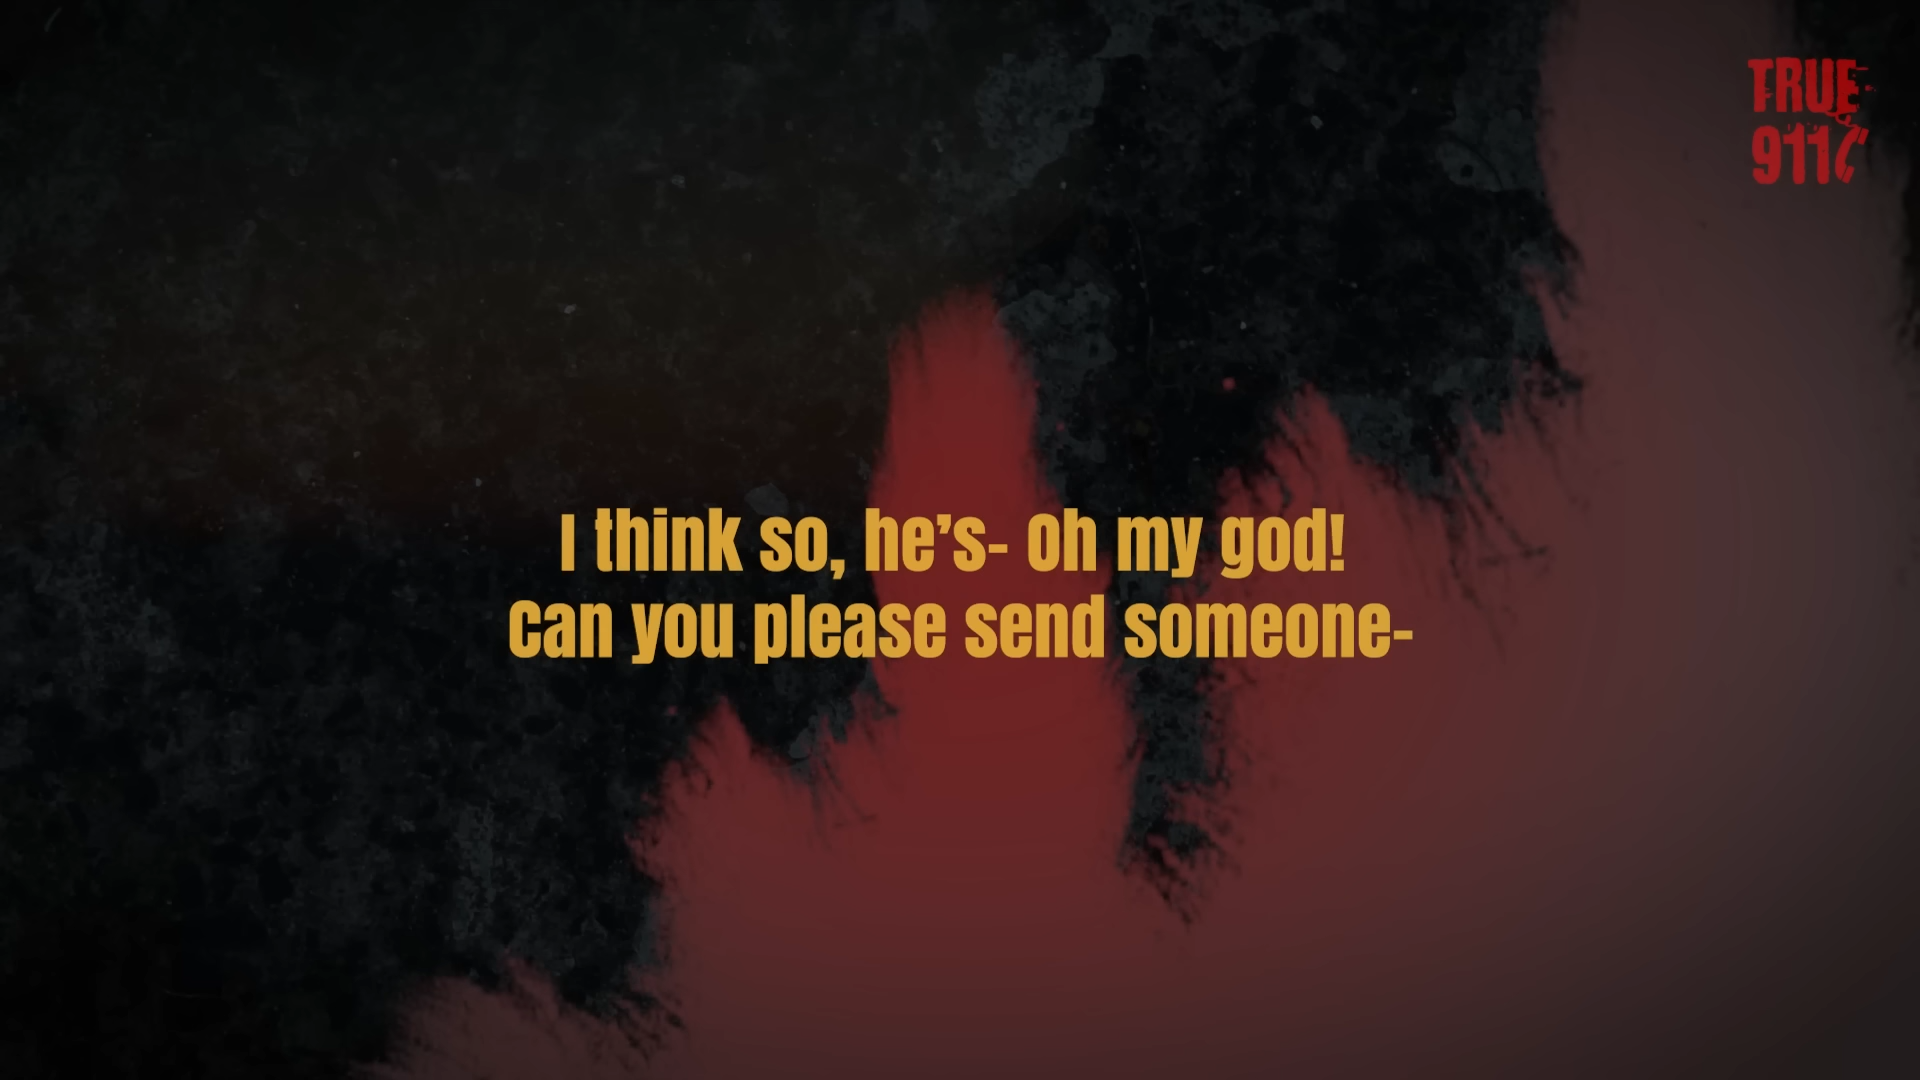 TRUE
911
I think so, he's- Oh my god!
Can you please send someone-